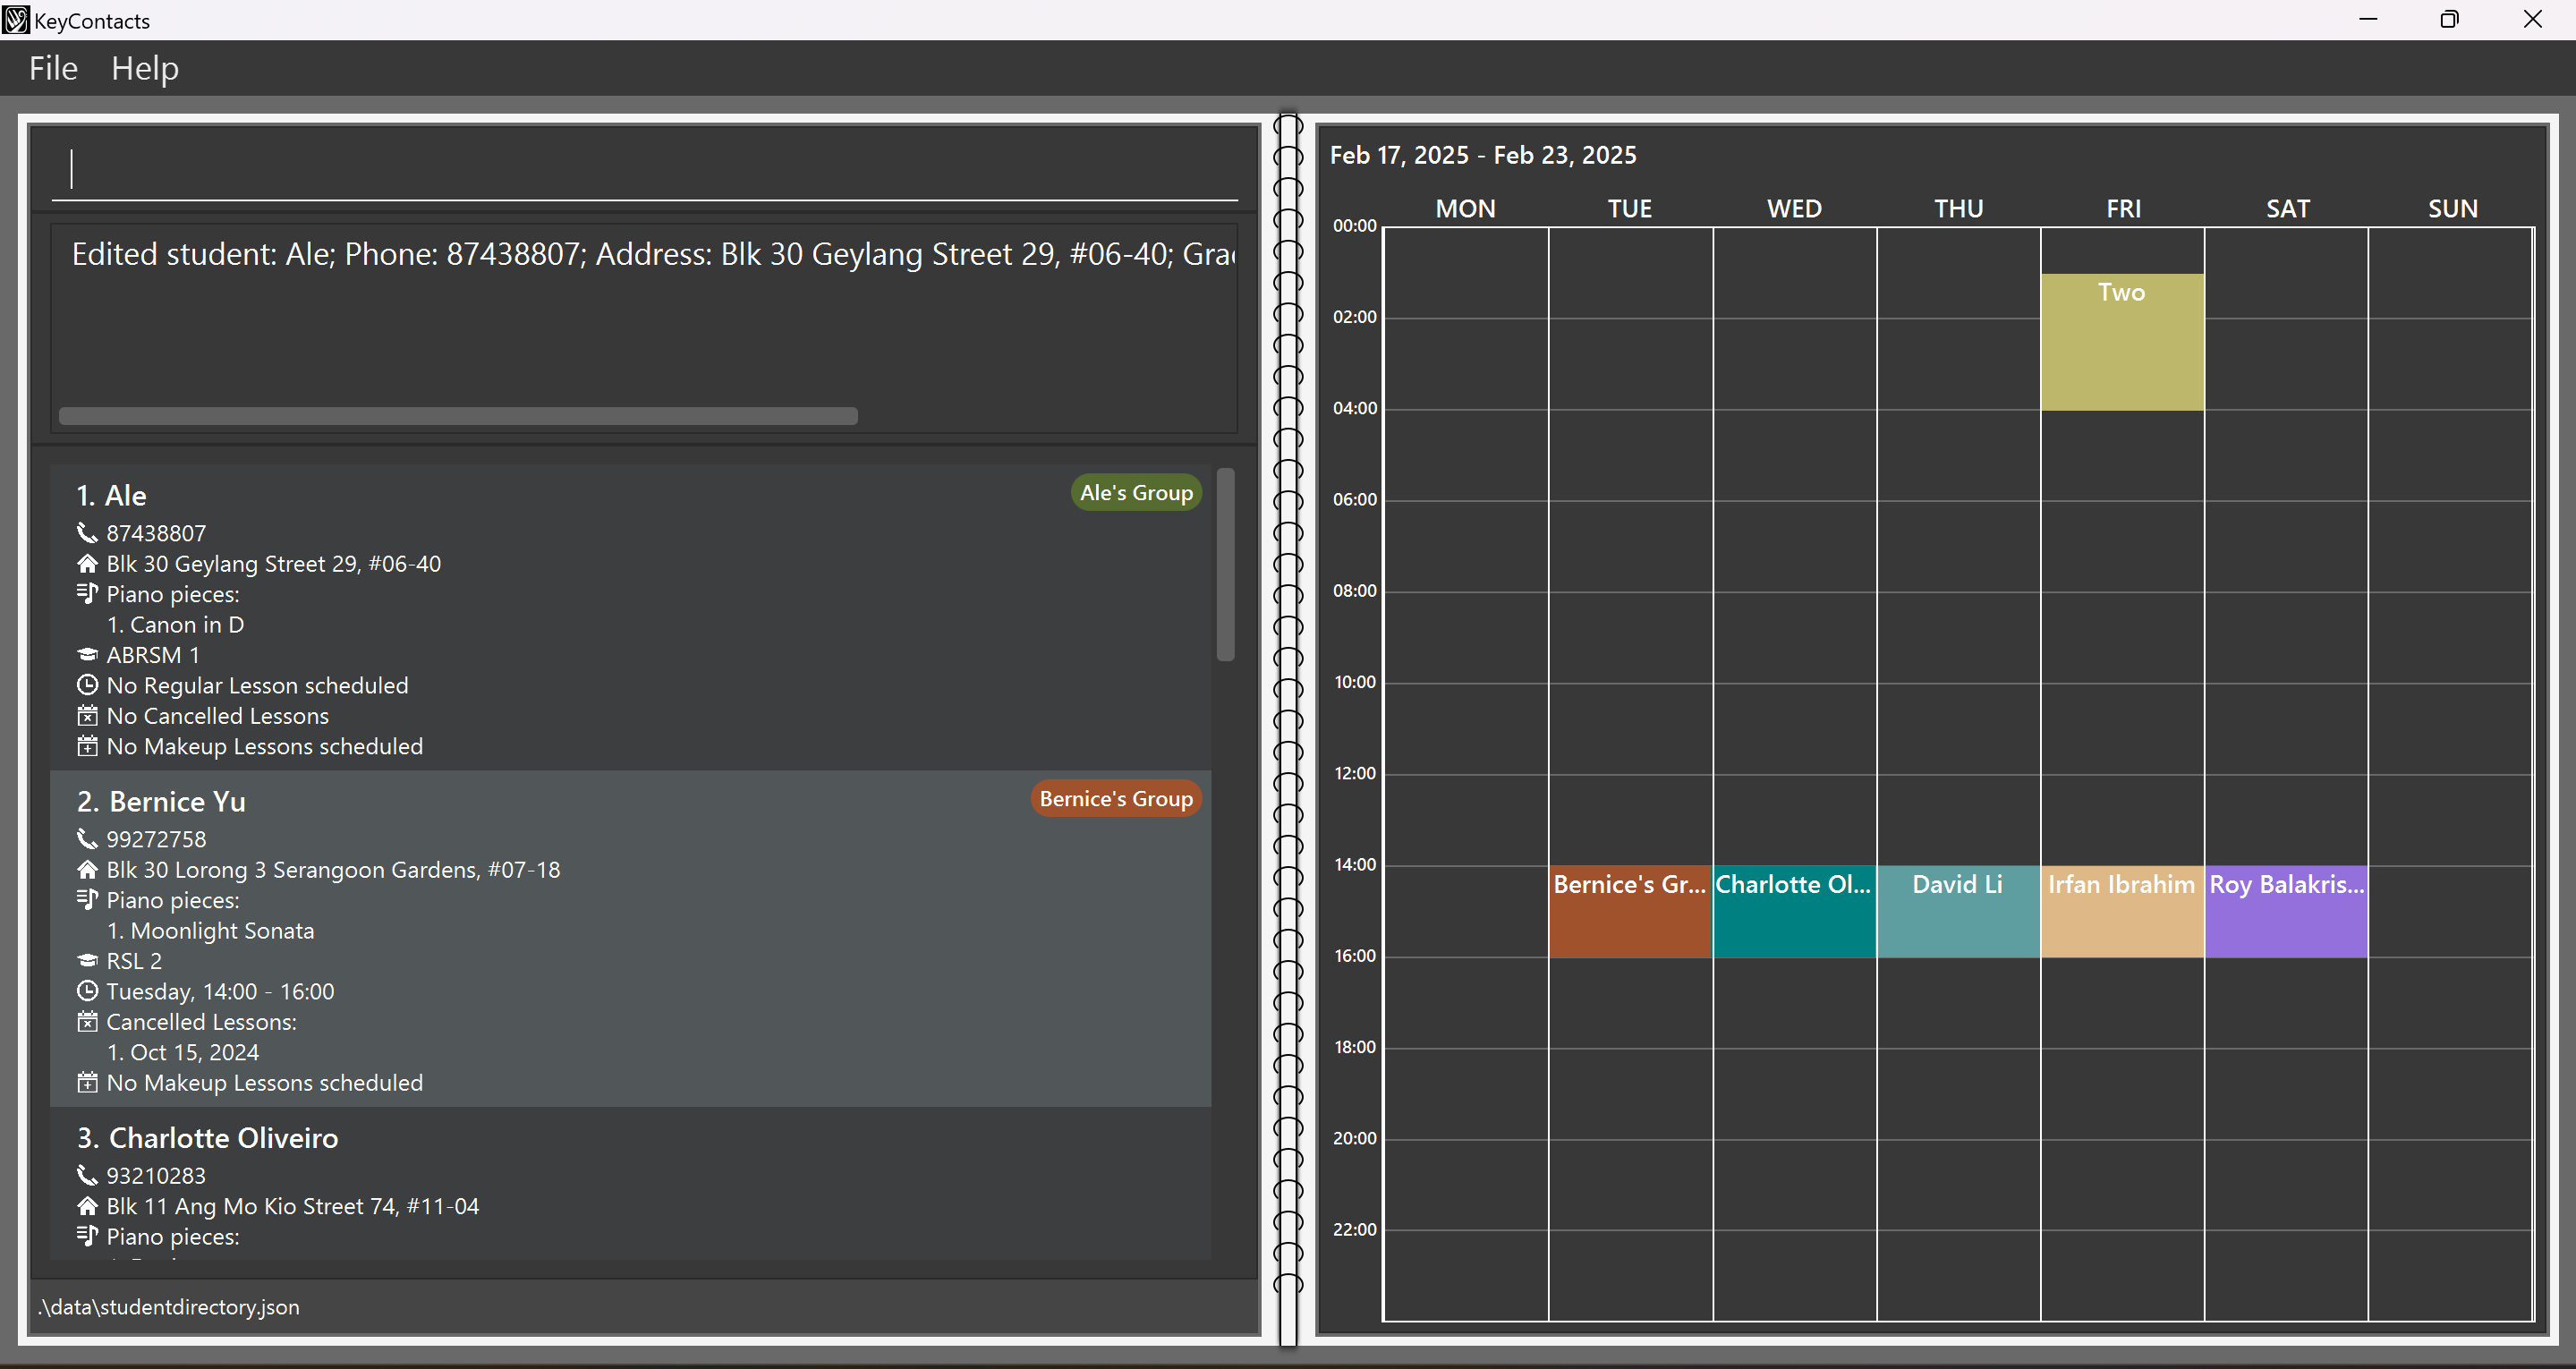 KeyContacts
File Help
Edited student: Ale; Phone: 87438807; Address: Blk 30 Geylang Street 29, #06-40;
1. Ale
Ale's Group
87438807
Blk 30 Geylang Street 29, #06-40
Piano pieces:
1. Canon in D
ABRSM 1
No Regular Lesson scheduled
No Cancelled Lessons
No Makeup Lessons scheduled
2. Bernice Yu
Bernice's Group
99272758
Blk 30 Lorong 3 Serangoon Gardens, #07-18
Piano pieces:
1. Moonlight Sonata
RSL 2
Tuesday, 14:00 - 16:00
Cancelled Lessons:
1. Oct 15, 2024
No Makeup Lessons scheduled
3. Charlotte Oliveiro
93210283
Blk 11 Ang Mo Kio Street 74, #11-04
Piano pieces:
.\data\studentdirectory.json
Feb 17, 2025 - Feb 23, 2025
MON TUE WED THU FRI SAT SUN
00:00
Two
02:00
04:00
06:00
08:00
10:00
12:00
14:00
Bernice's Gr... Charlotte Ol... David Li Irfan Ibrahim Roy Balakris...
16:00
18:00
20:00
22:00